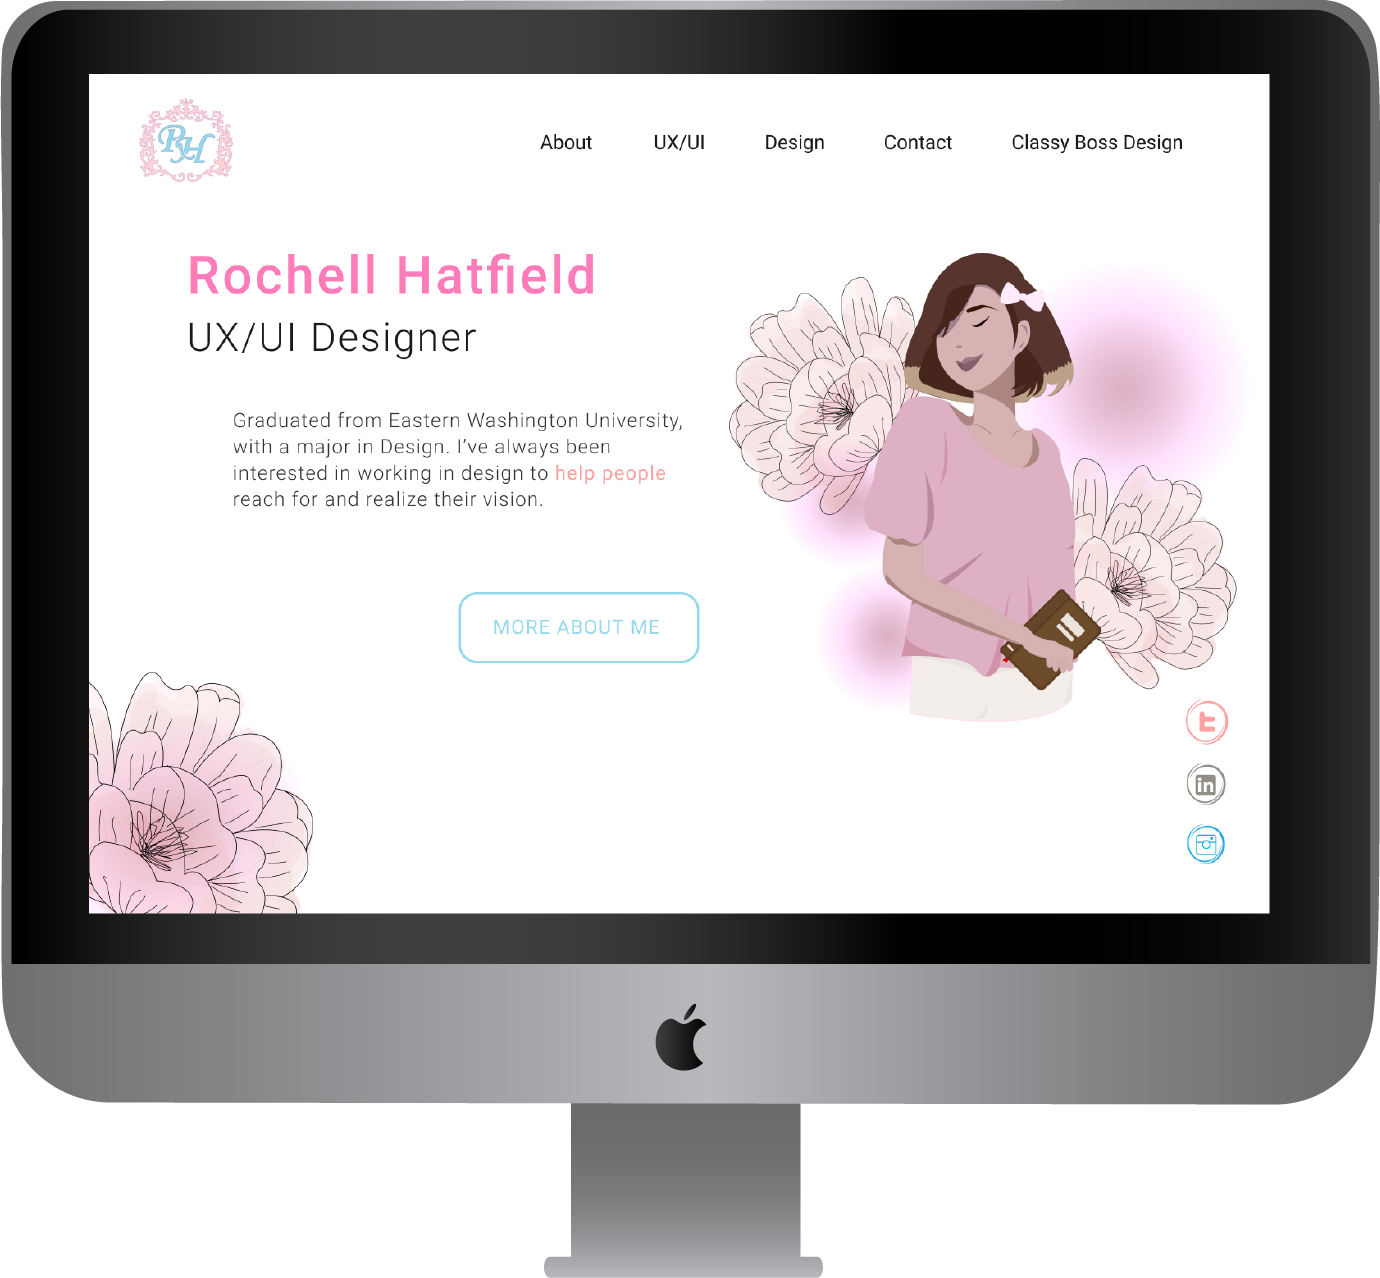 RH
About UX/UI Design Contact Classy Boss Design
Rochell Hatfield
UX/UI Designer
Graduated from Eastern Washington University,
with a major in Design. I’ve always been
interested in working in design to help people
reach for and realize their vision.
MORE ABOUT ME
t
in